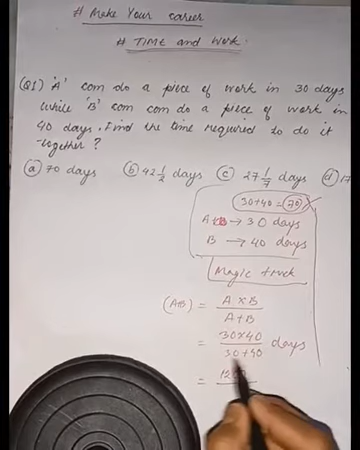 # Make Your career
# Time and Work.
(Q1) 'A' can do a piece of work in 30 days
while 'B' can can do a piece of work in
40 days. Find the time required to do it
together?
(a) 70 days (b) 42 1/2 days (c) 27 1/7 days (d) 17
30+40 = 70
A → 30 days
B → 40 days
Magic truck
(A+B) = A×B / A+B
= 30×40 / 30+40 days
=